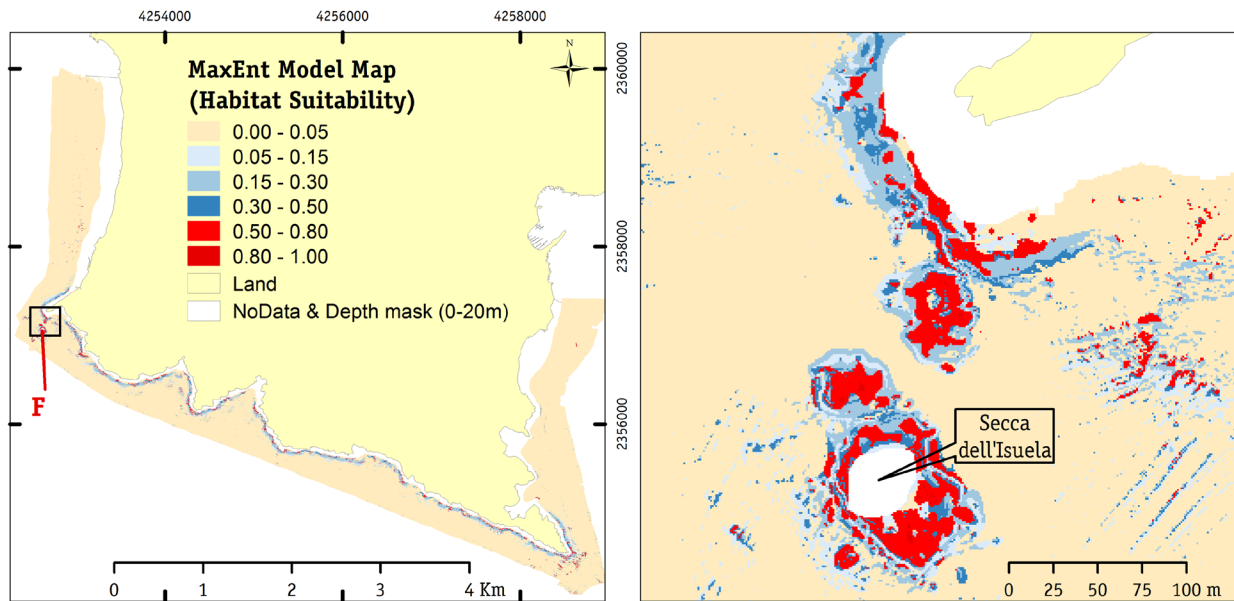 4254000 4256000 4258000
N
2360000
2358000
2356000
MaxEnt Model Map
(Habitat Suitability)
0.00 - 0.05
0.05 - 0.15
0.15 - 0.30
0.30 - 0.50
0.50 - 0.80
0.80 - 1.00
Land
NoData & Depth mask (0-20m)
F
0 1 2 3 4 Km
Secca
dell'Isuela
0 25 50 75 100 m